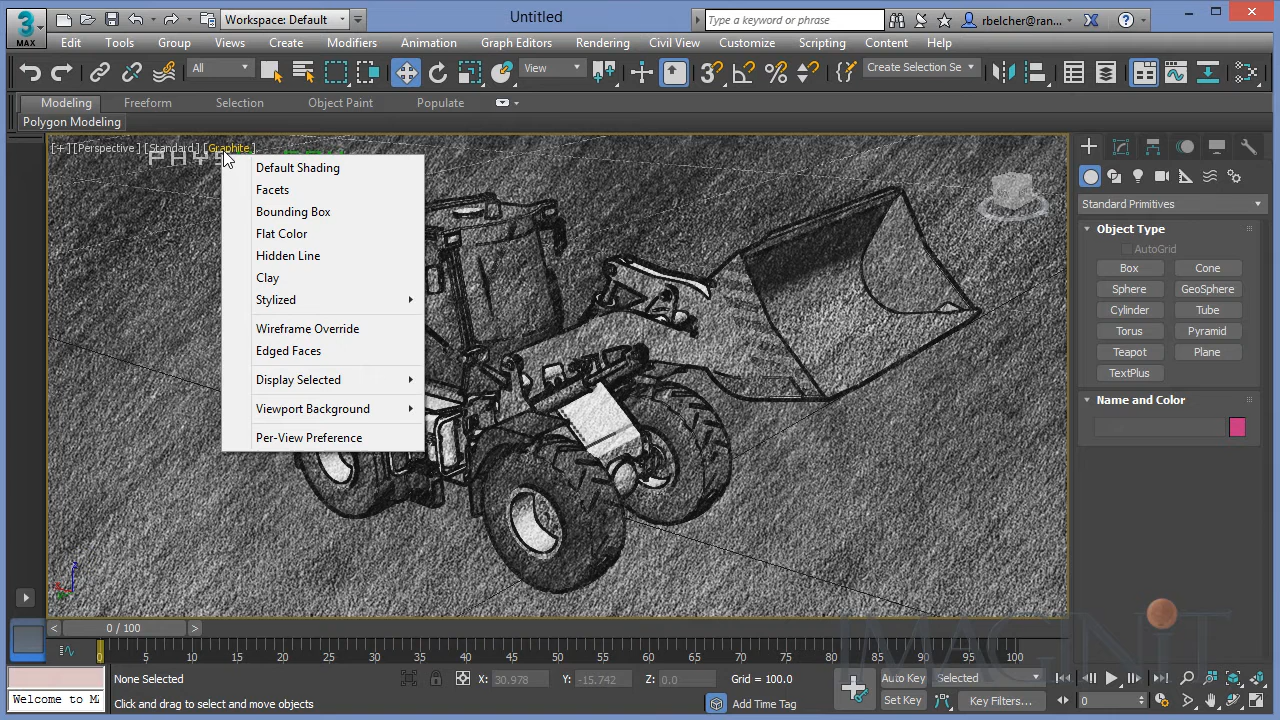 3
MAX
Workspace: Default
Untitled
Type a keyword or phrase
rbelcher@ran...
Edit Tools Group Views Create Modifiers Animation Graph Editors Rendering Civil View Customize Scripting Content Help
All
View
Create Selection Se
Modeling Freeform Selection Object Paint Populate
Polygon Modeling
[+] [Perspective ] [Standard ] [Graphite ]
Default Shading
Facets
Bounding Box
Flat Color
Hidden Line
Clay
Stylized
Wireframe Override
Edged Faces
Display Selected
Viewport Background
Per-View Preference
Standard Primitives
Object Type
AutoGrid
Box Cone
Sphere GeoSphere
Cylinder Tube
Torus Pyramid
Teapot Plane
TextPlus
Name and Color
z
< 0 / 100 >
0 5 10 15 20 25 30 35 40 45 50 55 60 65 70 75 80 85 90 95 100
IMAGINiT
None Selected
X: 30.978 Y: -15.742 Z: 0.0 Grid = 100.0
Auto Key Selected
Welcome to MA
Click and drag to select and move objects
Add Time Tag
Set Key Key Filters... 0